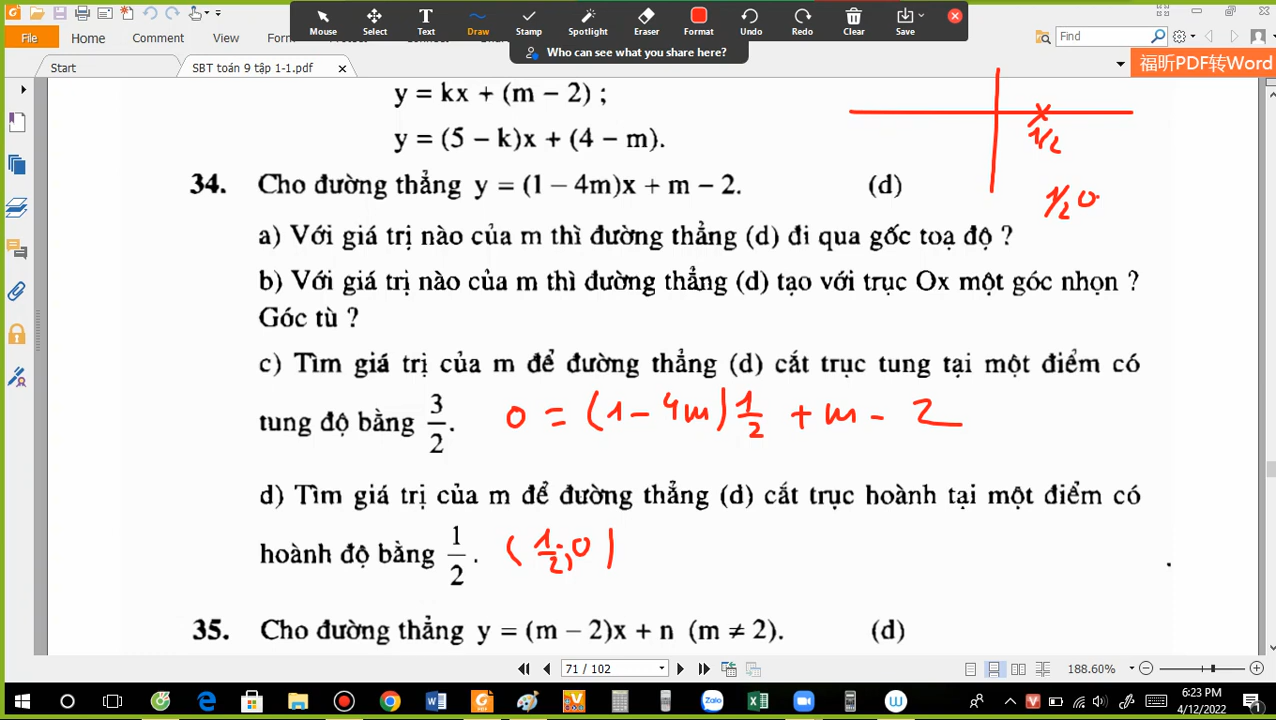 Mouse Select Text Draw Stamp Spotlight Eraser Format Undo Redo Clear Save
Who can see what you share here?
File Home Comment View Form Find
Start SBT toán 9 tập 1-1.pdf 福昕PDF转Word
y = kx + (m − 2) ;
y = (5 − k)x + (4 − m).
1/2
34. Cho đường thẳng y = (1 − 4m)x + m − 2. (d)
1/2 0
a) Với giá trị nào của m thì đường thẳng (d) đi qua gốc toạ độ ?
b) Với giá trị nào của m thì đường thẳng (d) tạo với trục Ox một góc nhọn ?
Góc tù ?
c) Tìm giá trị của m để đường thẳng (d) cắt trục tung tại một điểm có
tung độ bằng 3/2. 0 = (1 − 4m) 1/2 + m − 2
d) Tìm giá trị của m để đường thẳng (d) cắt trục hoành tại một điểm có
hoành độ bằng 1/2. (1/2; 0)
35. Cho đường thẳng y = (m − 2)x + n (m ≠ 2). (d)
71 / 102 188.60%
Zalo
6:23 PM
4/12/2022